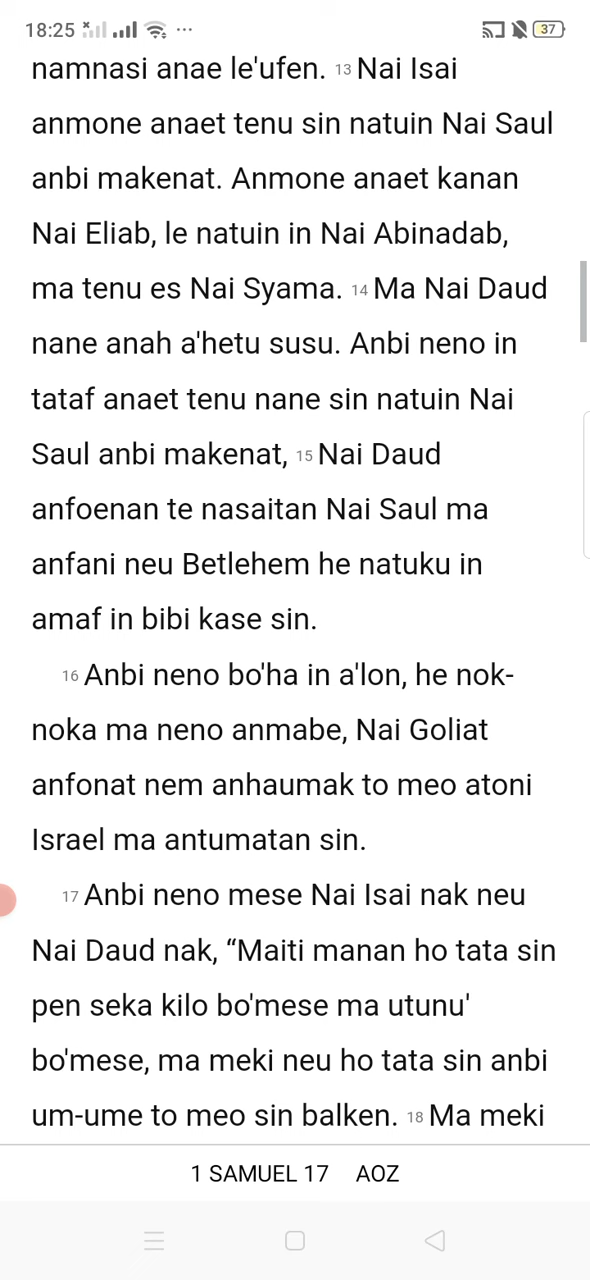 18:25
37
namnasi anae le'ufen. 13 Nai Isai
anmone anaet tenu sin natuin Nai Saul
anbi makenat. Anmone anaet kanan
Nai Eliab, le natuin in Nai Abinadab,
ma tenu es Nai Syama. 14 Ma Nai Daud
nane anah a'hetu susu. Anbi neno in
tataf anaet tenu nane sin natuin Nai
Saul anbi makenat, 15 Nai Daud
anfoenan te nasaitan Nai Saul ma
anfani neu Betlehem he natuku in
amaf in bibi kase sin.
16 Anbi neno bo'ha in a'lon, he nok-
noka ma neno anmabe, Nai Goliat
anfonat nem anhaumak to meo atoni
Israel ma antumatan sin.
17 Anbi neno mese Nai Isai nak neu
Nai Daud nak, “Maiti manan ho tata sin
pen seka kilo bo'mese ma utunu'
bo'mese, ma meki neu ho tata sin anbi
um-ume to meo sin balken. 18 Ma meki
1 SAMUEL 17 AOZ